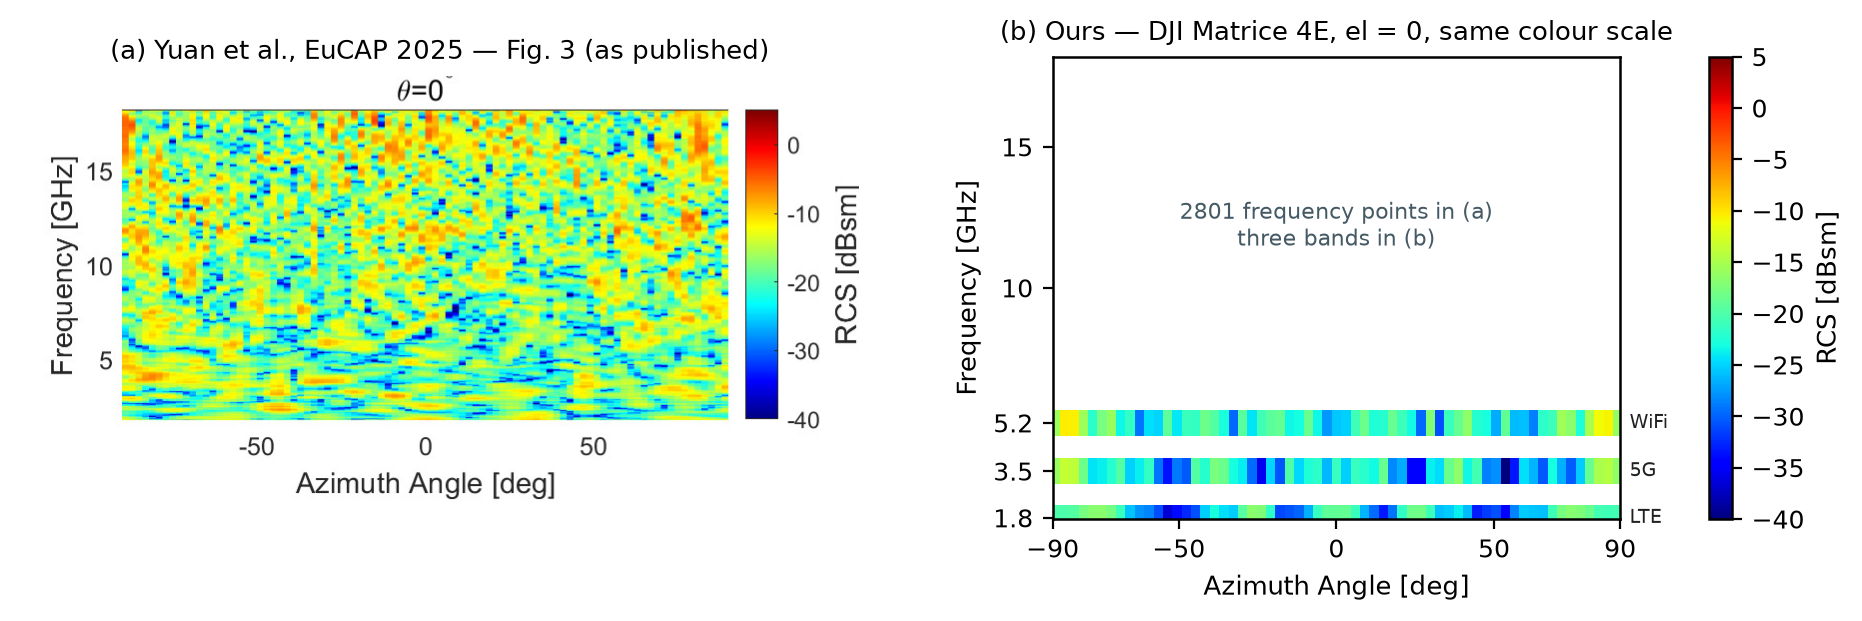 (a) Yuan et al., EuCAP 2025 — Fig. 3 (as published)
θ=0°
Frequency [GHz]
15
10
5
-50
0
50
Azimuth Angle [deg]
0
-10
-20
-30
-40
RCS [dBsm]
(b) Ours — DJI Matrice 4E, el = 0, same colour scale
Frequency [GHz]
15
10
5.2
3.5
1.8
2801 frequency points in (a)
three bands in (b)
WiFi
5G
LTE
−90
−50
0
50
90
Azimuth Angle [deg]
5
0
−5
−10
−15
−20
−25
−30
−35
−40
RCS [dBsm]